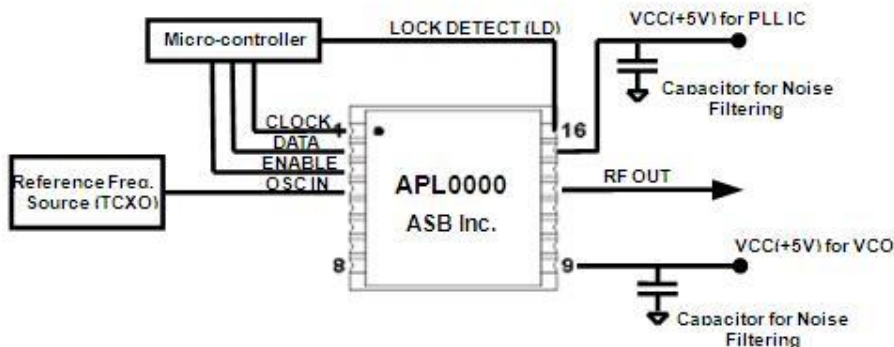 VCC(+5V) for PLL IC
LOCK DETECT (LD)
Micro-controller
Capacitor for Noise
Filtering
CLOCK
1
16
DATA
ENABLE
OSC IN
Reference Freq.
Source (TCXO)
APL0000
ASB Inc.
RF OUT
VCC(+5V) for VCO
8
9
Capacitor for Noise
Filtering